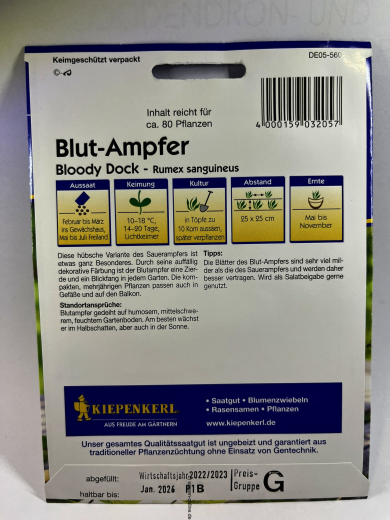 Keimgeschützt verpackt
DE05-560
Inhalt reicht für
ca. 80 Pflanzen
4 000159 032057
Blut-Ampfer
Bloody Dock - Rumex sanguineus
Aussaat
Februar bis März
ins Gewächshaus,
Mai bis Juli Freiland
Keimung
10–18 °C,
14–20 Tage,
Lichtkeimer
Kultur
in Töpfe zu
10 Korn aussäen,
später verpflanzen
Abstand
25 x 25 cm
Ernte
Mai bis
November
Diese hübsche Variante des Sauerampfers ist
etwas ganz Besonderes. Durch seine auffällig
dekorative Färbung ist der Blutampfer eine Zier-
de und ein Blickfang in jedem Garten. Die kom-
pakten, mehrjährigen Pflanzen passen auch in
Gefäße und auf den Balkon.
Standortansprüche:
Blutampfer gedeiht auf humosem, mittelschwe-
rem, feuchtem Gartenboden. Am besten wächst
er im Halbschatten, aber auch in der Sonne.
Tipps:
Die Blätter des Blut-Ampfers sind sehr viel mil-
der als die des Sauerampfers und werden daher
besser vertragen. Wird als Salatbeigabe gerne
genutzt.
KIEPENKERL
AUS FREUDE AM GÄRTNERN
• Saatgut • Blumenzwiebeln
• Rasensamen • Pflanzen
www.kiepenkerl.de
Unser gesamtes Qualitätssaatgut ist ungebeizt und garantiert aus
traditioneller Pflanzenzüchtung ohne Einsatz von Gentechnik.
abgefüllt: Wirtschaftsjahr 2022/2023 Preis-
Gruppe G
haltbar bis: Jan. 2026 P1B